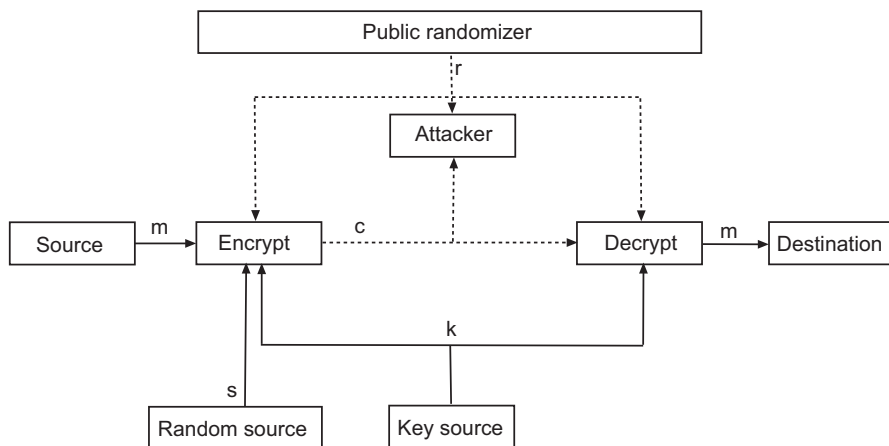 Public randomizer
r
Attacker
m
Source
Encrypt
c
Decrypt
m
Destination
k
s
Random source
Key source